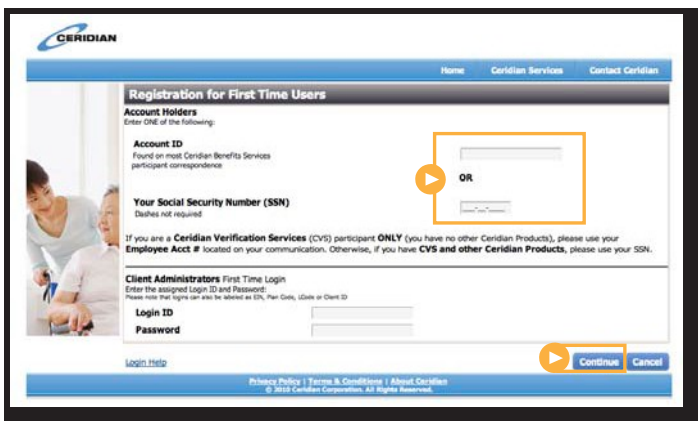 CERIDIAN
Home Ceridian Services Contact Ceridian
Registration for First Time Users
Account Holders
Enter ONE of the following:
Account ID
Found on most Ceridian Benefits Services
participant correspondence
OR
Your Social Security Number (SSN)
Dashes not required
__-__-____
If you are a Ceridian Verification Services (CVS) participant ONLY (you have no other Ceridian Products), please use your
Employee Acct # located on your communication. Otherwise, if you have CVS and other Ceridian Products, please use your SSN.
Client Administrators First Time Login
Enter the assigned Login ID and Password:
Please note that logins can also be labeled as EIN, Plan Code, LCode or Client ID
Login ID
Password
Login Help
Continue Cancel
Privacy Policy | Terms & Conditions | About Ceridian
© 2010 Ceridian Corporation. All Rights Reserved.